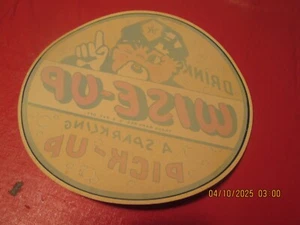 DRINK
WISE-UP
A SPARKLING
PICK-UP
04/10/2025 03:00